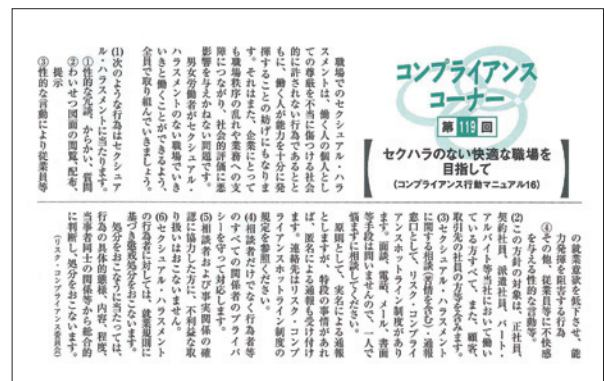 コンプライアンス
コーナー
第119回
セクハラのない快適な職場を
目指して
(コンプライアンス行動マニュアル16)
職場でのセクシュアル・ハラ
スメントは、働く人の個人とし
ての尊厳を不当に傷つける社会
的に許されない行為であるとと
もに、働く人が能力を十分に発
揮することの妨げにもなりま
す。それはまた、企業にとって
も職場秩序の乱れや業務への支
障につながり、社会的評価に悪
影響を与えかねない問題です。
男女労働者がセクシュアル・
ハラスメントのない職場でいき
いきと働くことができるよう、
全員で取り組んでいきましょう。
(1)次のような行為はセクシュア
ル・ハラスメントに当たります。
①性的な冗談、からかい、質問
②わいせつ図画の閲覧、配布、
提示
③性的な言動により従業員等
の就業意欲を低下させ、能
力発揮を阻害する行為
④その他、従業員等に不快感
を与える性的な言動等。
(2)この方針の対象は、正社員、
契約社員、派遣社員、パート・
アルバイト等当社において働い
ている方すべて、また、顧客、
取引先の社員の方等を含みます。
(3)セクシュアル・ハラスメント
に関する相談(苦情を含む)・通報
窓口として、リスク・コンプライ
アンスホットライン制度があり
ます。面談、電話、メール、書面
等手段は問いませんので、一人で
悩まずに相談してください。
原則として、実名による通報
としますが、特段の事情があれ
ば、匿名による通報も受け付け
ます。連絡先はリスク・コンプ
ライアンスホットライン制度の
規定を参照ください。
(4)相談者だけでなく行為者等
のすべての関係者のプライバ
シーを守って対応します。
(5)相談者および事実関係の確
認に協力した方に、不利益な取
り扱いはおこないません。
(6)セクシュアル・ハラスメント
の行為者に対しては、就業規則に
基づき懲戒処分をおこないます。
処分をおこなうに当たっては、
行為の具体的態様、内容、程度、
当事者同士の関係等から総合的
に判断し、処分をおこないます。
(リスク・コンプライアンス委員会)